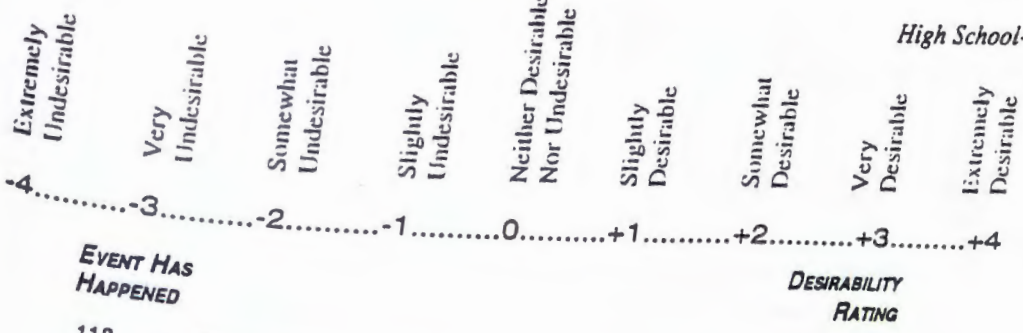 High School-
Extremely
Undesirable
Very
Undesirable
Somewhat
Undesirable
Slightly
Undesirable
Neither Desirable
Nor Undesirable
Slightly
Desirable
Somewhat
Desirable
Very
Desirable
Extremely
Desirable
-4..........-3..........-2..........-1..........0..........+1..........+2..........+3.........+4
EVENT HAS
HAPPENED
DESIRABILITY
RATING